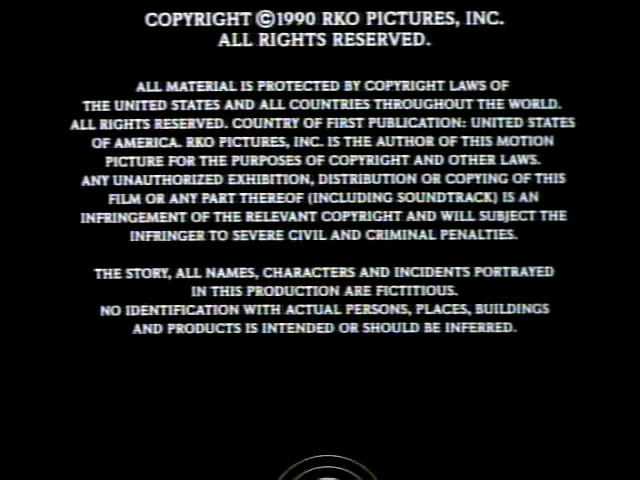 COPYRIGHT ©1990 RKO PICTURES, INC.
ALL RIGHTS RESERVED.
ALL MATERIAL IS PROTECTED BY COPYRIGHT LAWS OF
THE UNITED STATES AND ALL COUNTRIES THROUGHOUT THE WORLD.
ALL RIGHTS RESERVED. COUNTRY OF FIRST PUBLICATION: UNITED STATES
OF AMERICA. RKO PICTURES, INC. IS THE AUTHOR OF THIS MOTION
PICTURE FOR THE PURPOSES OF COPYRIGHT AND OTHER LAWS.
ANY UNAUTHORIZED EXHIBITION, DISTRIBUTION OR COPYING OF THIS
FILM OR ANY PART THEREOF (INCLUDING SOUNDTRACK) IS AN
INFRINGEMENT OF THE RELEVANT COPYRIGHT AND WILL SUBJECT THE
INFRINGER TO SEVERE CIVIL AND CRIMINAL PENALTIES.
THE STORY, ALL NAMES, CHARACTERS AND INCIDENTS PORTRAYED
IN THIS PRODUCTION ARE FICTITIOUS.
NO IDENTIFICATION WITH ACTUAL PERSONS, PLACES, BUILDINGS
AND PRODUCTS IS INTENDED OR SHOULD BE INFERRED.